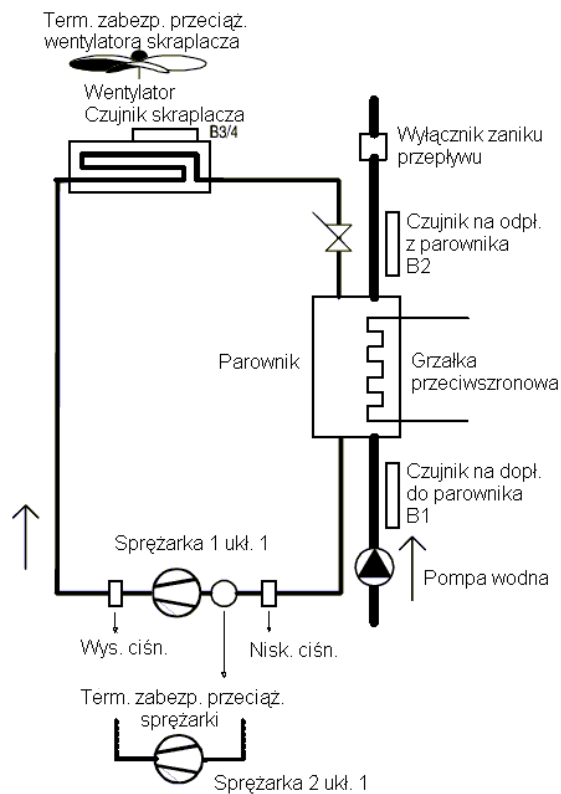 Term. zabezp. przeciąż.
wentylatora skraplacza
Wentylator
Czujnik skraplacza
B3/4
Wyłącznik zaniku
przepływu
Czujnik na odpł.
z parownika
B2
Parownik
Grzałka
przeciwszronowa
Czujnik na dopł.
do parownika
B1
Sprężarka 1 ukł. 1
Pompa wodna
Wys. ciśn.
Nisk. ciśn.
Term. zabezp. przeciąż.
sprężarki
Sprężarka 2 ukł. 1